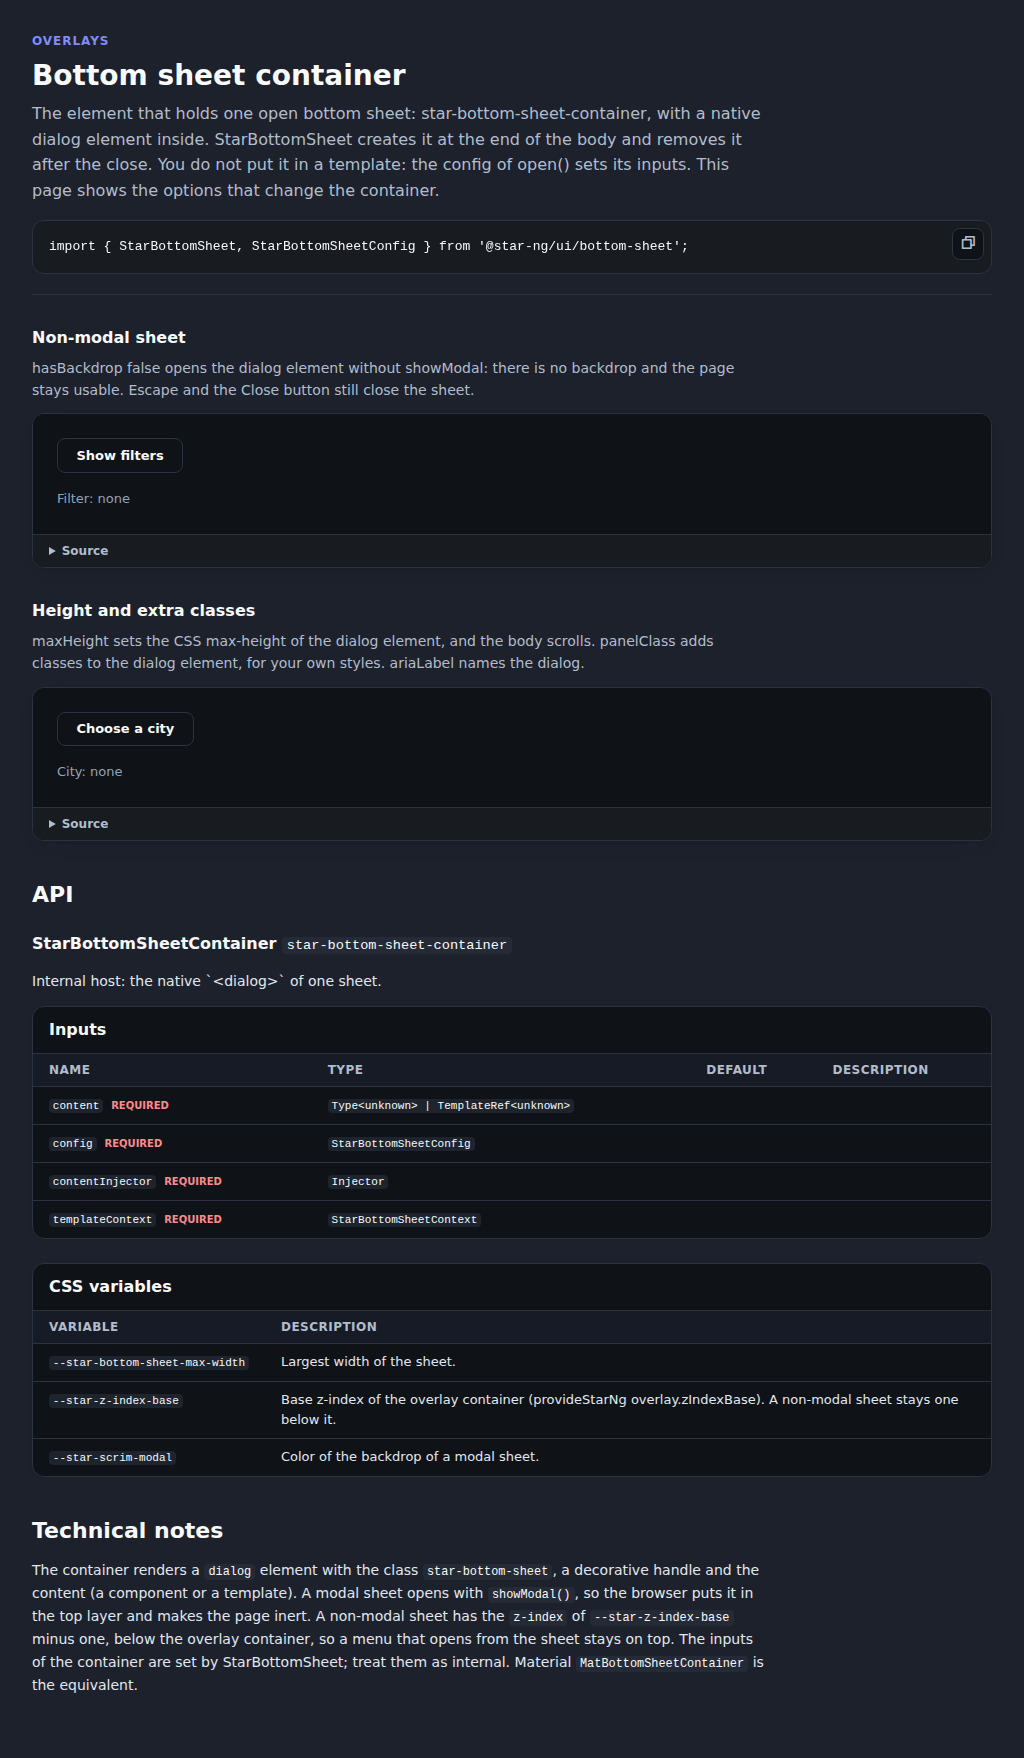 OVERLAYS
Bottom sheet container
The element that holds one open bottom sheet: star-bottom-sheet-container, with a native
dialog element inside. StarBottomSheet creates it at the end of the body and removes it
after the close. You do not put it in a template: the config of open() sets its inputs. This
page shows the options that change the container.
import { StarBottomSheet, StarBottomSheetConfig } from '@star-ng/ui/bottom-sheet';
Non-modal sheet
hasBackdrop false opens the dialog element without showModal: there is no backdrop and the page
stays usable. Escape and the Close button still close the sheet.
Show filters
Filter: none
Source
Height and extra classes
maxHeight sets the CSS max-height of the dialog element, and the body scrolls. panelClass adds
classes to the dialog element, for your own styles. ariaLabel names the dialog.
Choose a city
City: none
Source
API
StarBottomSheetContainer star-bottom-sheet-container
Internal host: the native `<dialog>` of one sheet.
Inputs
NAME TYPE DEFAULT DESCRIPTION
content REQUIRED Type<unknown> | TemplateRef<unknown>
config REQUIRED StarBottomSheetConfig
contentInjector REQUIRED Injector
templateContext REQUIRED StarBottomSheetContext
CSS variables
VARIABLE DESCRIPTION
--star-bottom-sheet-max-width Largest width of the sheet.
--star-z-index-base Base z-index of the overlay container (provideStarNg overlay.zIndexBase). A non-modal sheet stays one
below it.
--star-scrim-modal Color of the backdrop of a modal sheet.
Technical notes
The container renders a dialog element with the class star-bottom-sheet, a decorative handle and the
content (a component or a template). A modal sheet opens with showModal(), so the browser puts it in
the top layer and makes the page inert. A non-modal sheet has the z-index of --star-z-index-base
minus one, below the overlay container, so a menu that opens from the sheet stays on top. The inputs
of the container are set by StarBottomSheet; treat them as internal. Material MatBottomSheetContainer is
the equivalent.